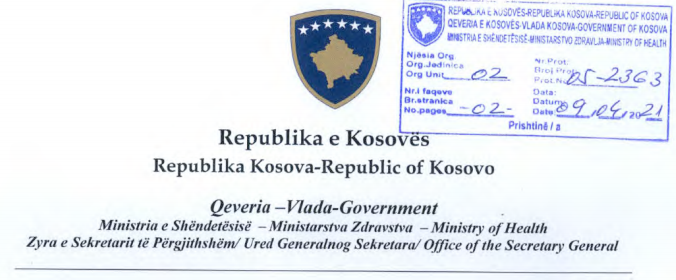 REPUBLIKA E KOSOVËS-REPUBLIKA KOSOVA-REPUBLIC OF KOSOVA
QEVERIA E KOSOVËS-VLADA KOSOVA-GOVERNMENT OF KOSOVA
MINISTRIA E SHËNDETËSISË-MINISTARSTVO ZDRAVLJA-MINISTRY OF HEALTH
Njësia Org.
Org.Jedinica
Org Unit 02
Nr.Prot:
Broj Prot.
Prot.No. 05-2363
Nr.i faqeve
Br.stranica
No.pages -02-
Data:
Datum
Date 09.04.2021
Prishtinë / a
Republika e Kosovës
Republika Kosova-Republic of Kosovo
Qeveria –Vlada-Government
Ministria e Shëndetësisë – Ministarstva Zdravstva – Ministry of Health
Zyra e Sekretarit të Përgjithshëm/ Ured Generalnog Sekretara/ Office of the Secretary General